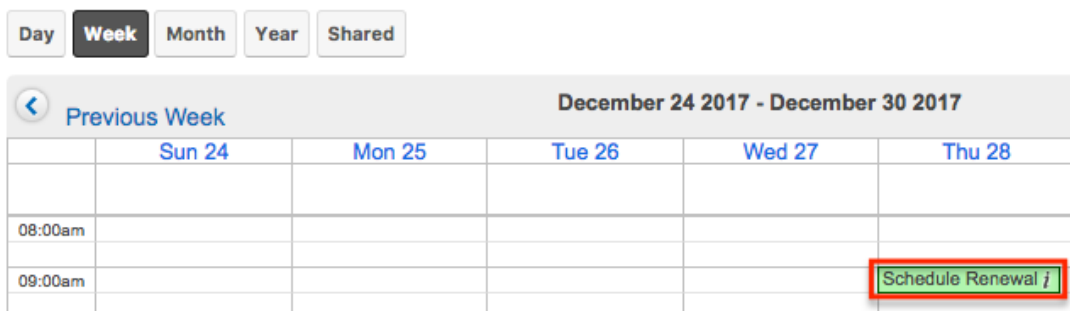 Day Week Month Year Shared
Previous Week December 24 2017 - December 30 2017
Sun 24 Mon 25 Tue 26 Wed 27 Thu 28
08:00am
09:00am Schedule Renewal i